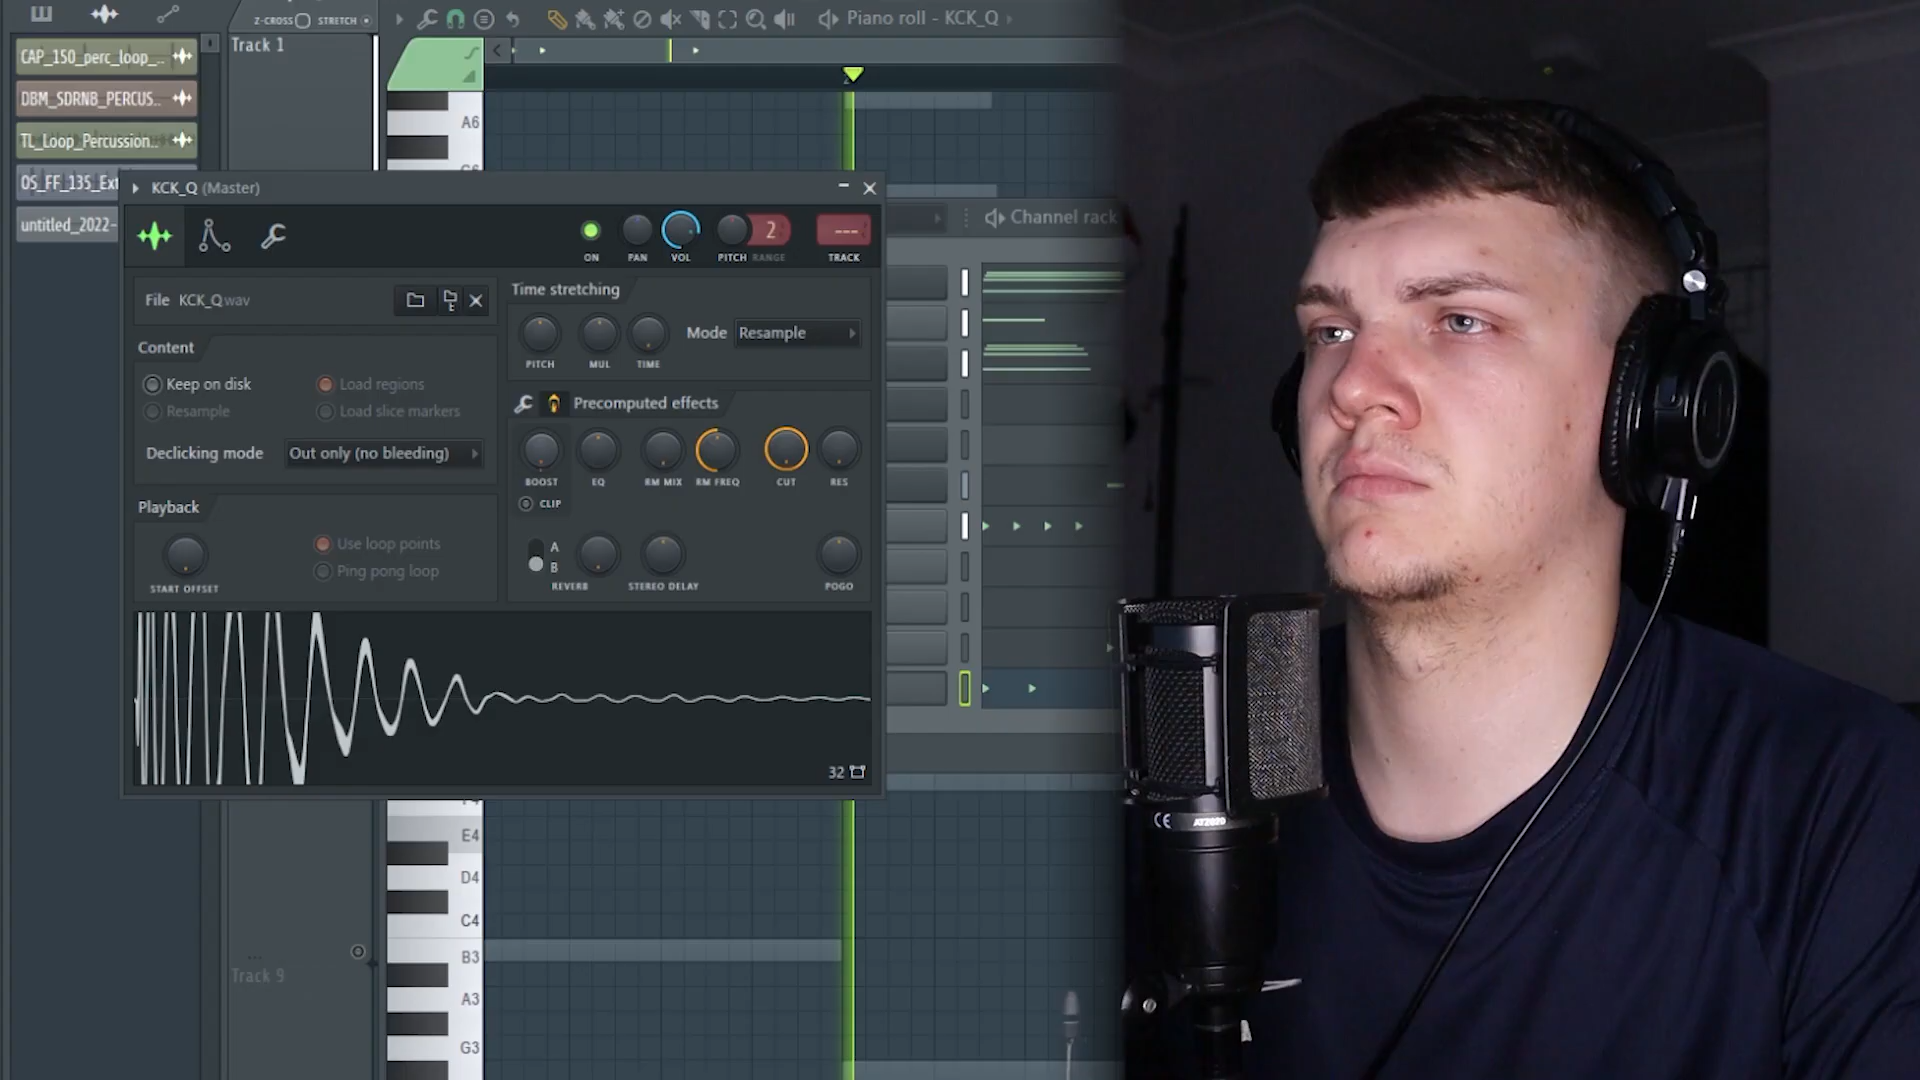 Z-CROSS STRETCH
Piano roll - KCK_Q
CAP_150_perc_loop_..
Track 1
DBM_SDRNB_PERCUS..
A6
TL_Loop_Percussion..
OS_FF_135_Ext
KCK_Q (Master)
untitled_2022-
Channel rack
2
---
ON PAN VOL PITCH RANGE TRACK
File KCK_Q.wav
Time stretching
Mode Resample
PITCH MUL TIME
Content
Keep on disk
Load regions
Resample
Load slice markers
Precomputed effects
Declicking mode Out only (no bleeding)
BOOST EQ RM MIX RM FREQ CUT RES
CLIP
Playback
Use loop points
Ping pong loop
START OFFSET
A
B
REVERB STEREO DELAY POGO
32
CE AT2020
E4
D4
C4
B3
Track 9
A3
G3